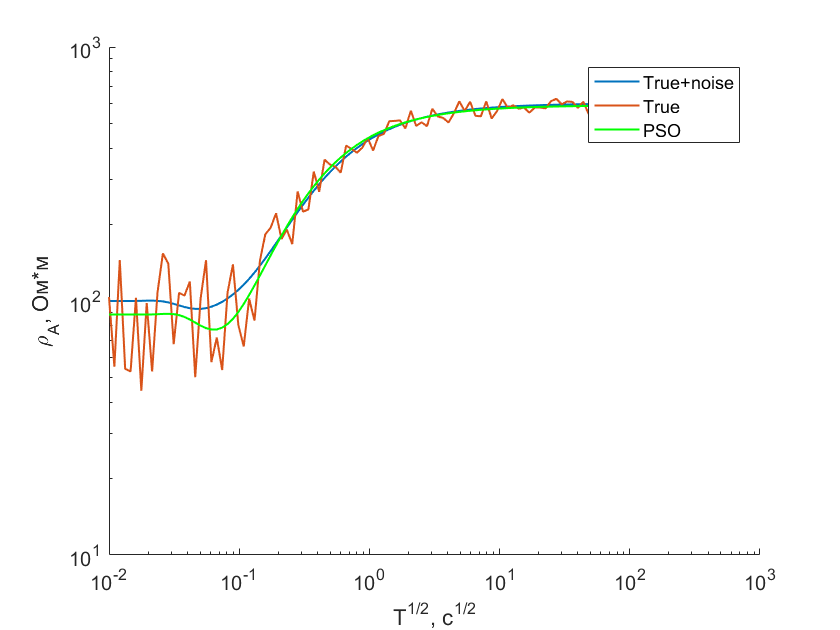 10^3
True+noise
True
PSO
ρ_A, Ом*м
10^2
10^1
10^-2 10^-1 10^0 10^1 10^2 10^3
T^1/2, c^1/2